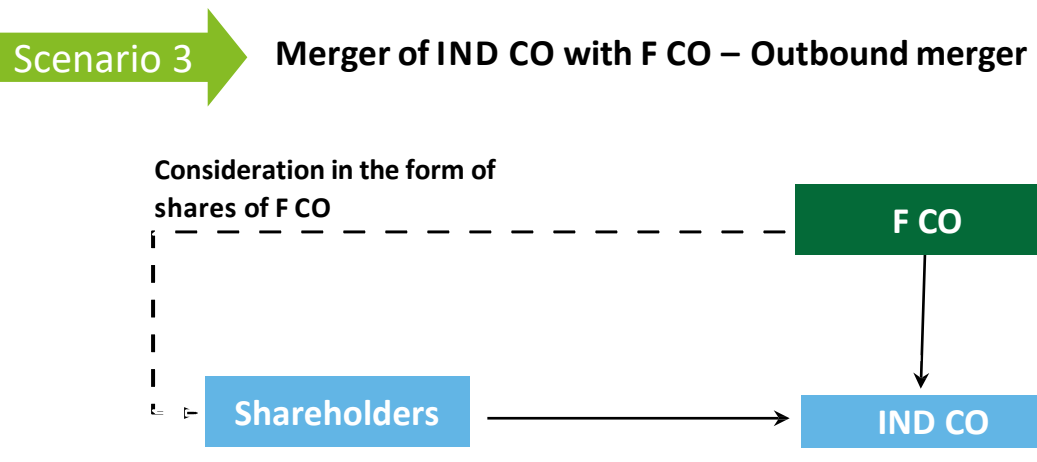 Scenario 3
Merger of IND CO with F CO – Outbound merger
Consideration in the form of
shares of F CO
F CO
Shareholders
IND CO